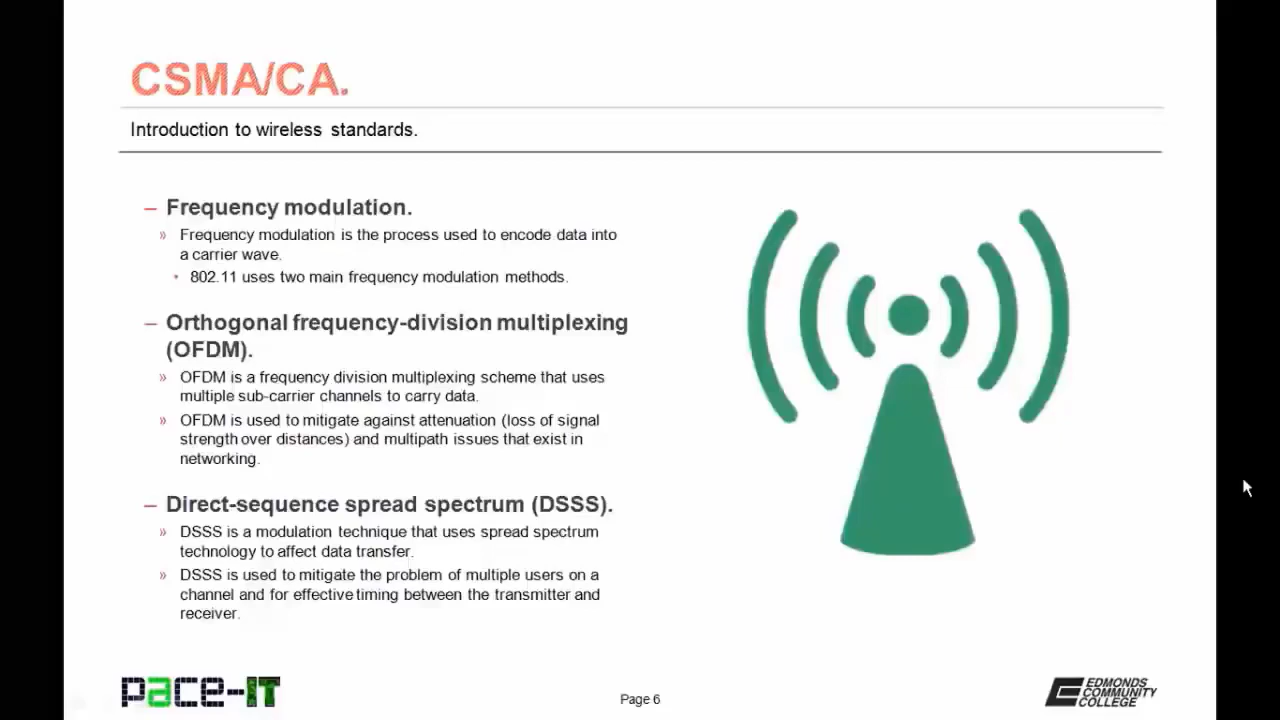 CSMA/CA.
Introduction to wireless standards.
– Frequency modulation.
» Frequency modulation is the process used to encode data into
a carrier wave.
• 802.11 uses two main frequency modulation methods.
– Orthogonal frequency-division multiplexing
(OFDM).
» OFDM is a frequency division multiplexing scheme that uses
multiple sub-carrier channels to carry data.
» OFDM is used to mitigate against attenuation (loss of signal
strength over distances) and multipath issues that exist in
networking.
– Direct-sequence spread spectrum (DSSS).
» DSSS is a modulation technique that uses spread spectrum
technology to affect data transfer.
» DSSS is used to mitigate the problem of multiple users on a
channel and for effective timing between the transmitter and
receiver.
pace-IT
Page 6
EDMONDS
COMMUNITY
COLLEGE